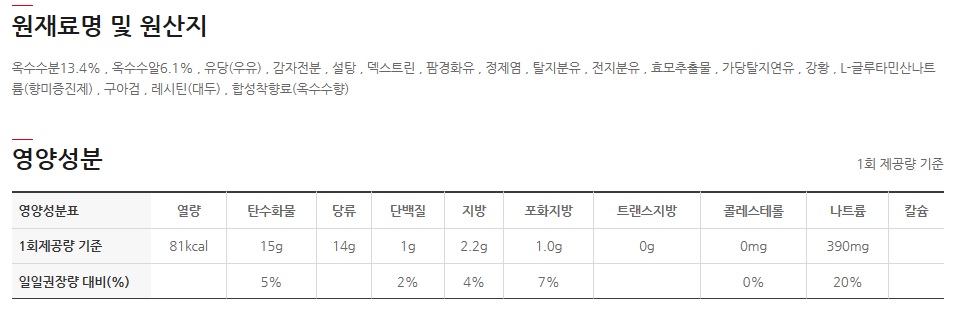 원재료명 및 원산지
옥수수분13.4% , 옥수수알6.1% , 유당(우유) , 감자전분 , 설탕 , 덱스트린 , 팜경화유 , 정제염 , 탈지분유 , 전지분유 , 효모추출물 , 가당탈지연유 , 강황 , L-글루타민산나트
륨(향미증진제) , 구아검 , 레시틴(대두) , 합성착향료(옥수수향)
영양성분
1회 제공량 기준
영양성분표 열량 탄수화물 당류 단백질 지방 포화지방 트랜스지방 콜레스테롤 나트륨 칼슘
1회제공량 기준 81kcal 15g 14g 1g 2.2g 1.0g 0g 0mg 390mg
일일권장량 대비(%) 5% 2% 4% 7% 0% 20%